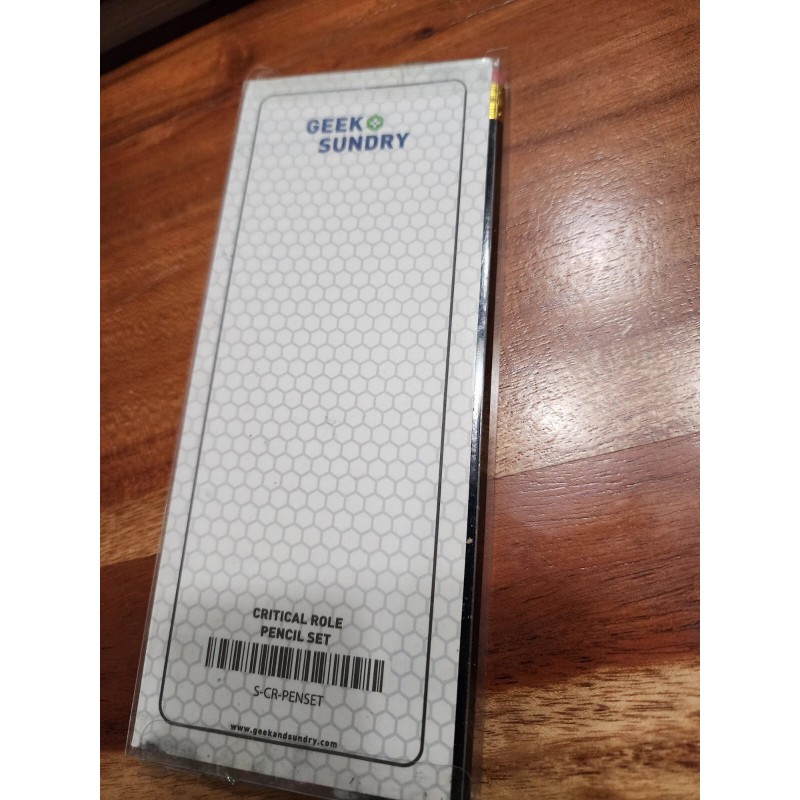 GEEK
SUNDRY
CRITICAL ROLE
PENCIL SET
S-CR-PENSET
www.geekandsundry.com